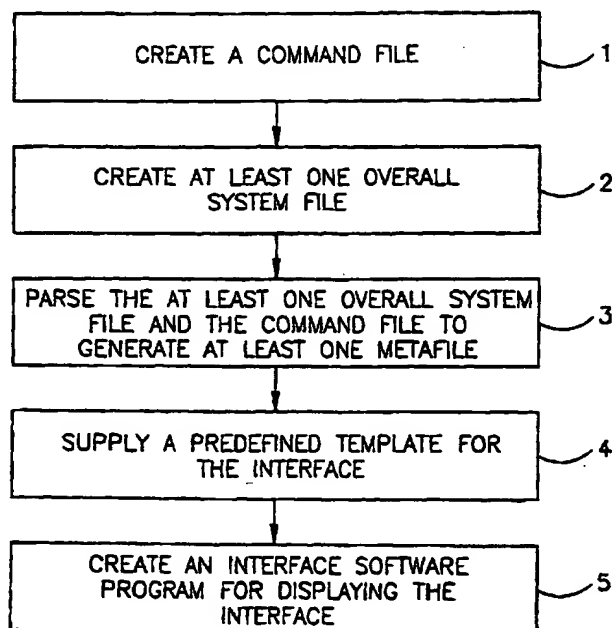 CREATE A COMMAND FILE
1
CREATE AT LEAST ONE OVERALL
SYSTEM FILE
2
PARSE THE AT LEAST ONE OVERALL SYSTEM
FILE AND THE COMMAND FILE TO
GENERATE AT LEAST ONE METAFILE
3
SUPPLY A PREDEFINED TEMPLATE FOR
THE INTERFACE
4
CREATE AN INTERFACE SOFTWARE
PROGRAM FOR DISPLAYING THE
INTERFACE
5